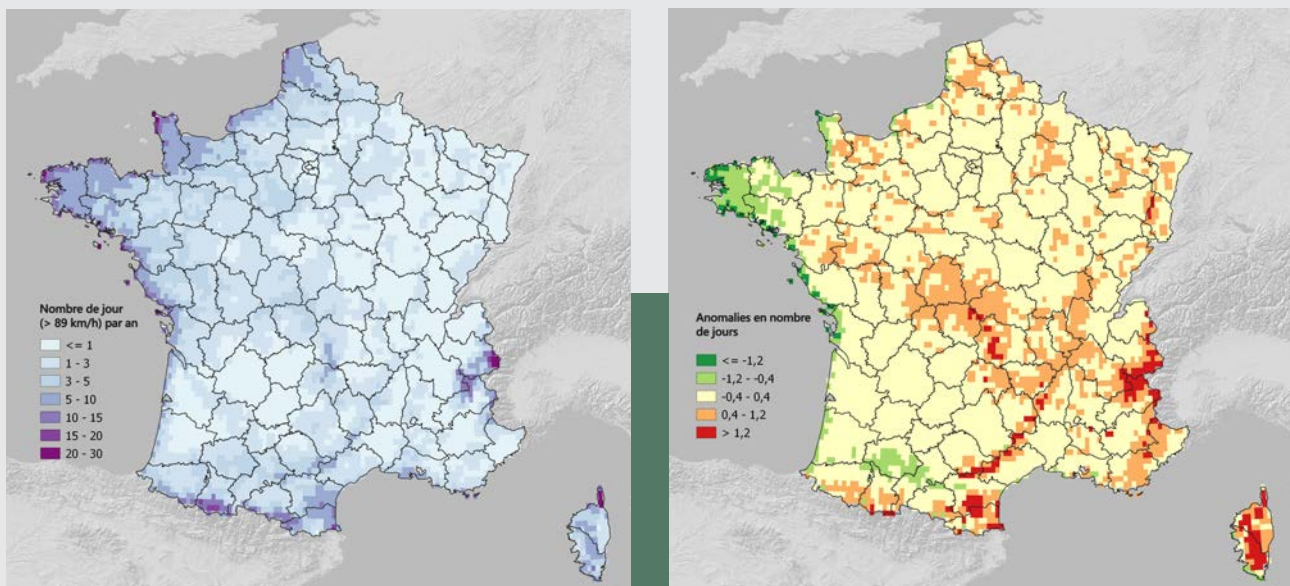 Nombre de jour
(> 89 km/h) par an
<= 1
1 - 3
3 - 5
5 - 10
10 - 15
15 - 20
20 - 30
Anomalies en nombre
de jours
<= -1,2
-1,2 - -0,4
-0,4 - 0,4
0,4 - 1,2
> 1,2